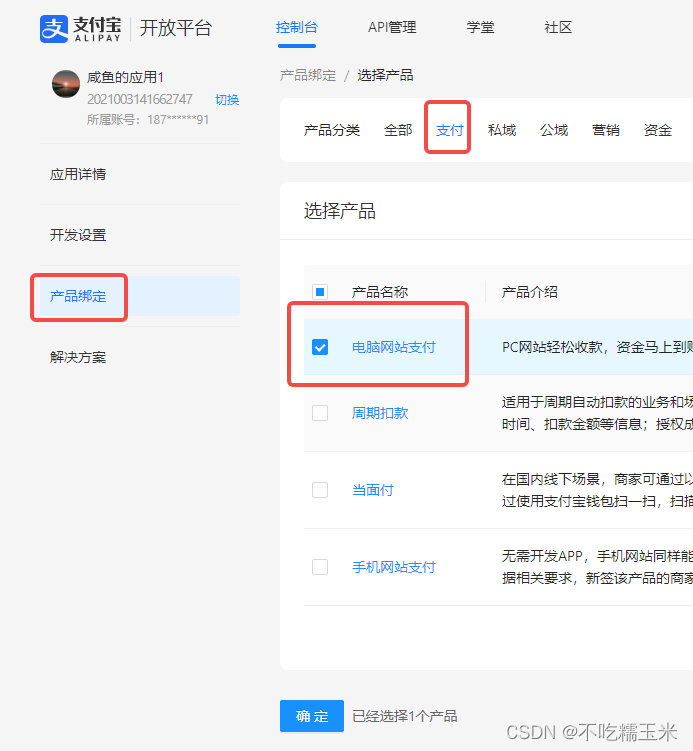 支付宝 ALIPAY 开放平台 控制台 API管理 学堂 社区
咸鱼的应用1
2021003141662747 切换
所属账号：187******91
应用详情
开发设置
产品绑定
解决方案
产品绑定 / 选择产品
产品分类 全部 支付 私域 公域 营销 资金
选择产品
产品名称 产品介绍
电脑网站支付 PC网站轻松收款，资金马上到
周期扣款 适用于周期自动扣款的业务和场
时间、扣款金额等信息；授权成
当面付 在国内线下场景，商家可通过以
过使用支付宝钱包扫一扫，扫描
手机网站支付 无需开发APP，手机网站同样能
据相关要求，新签该产品的商家
确 定 已经选择1个产品
CSDN @不吃糯玉米